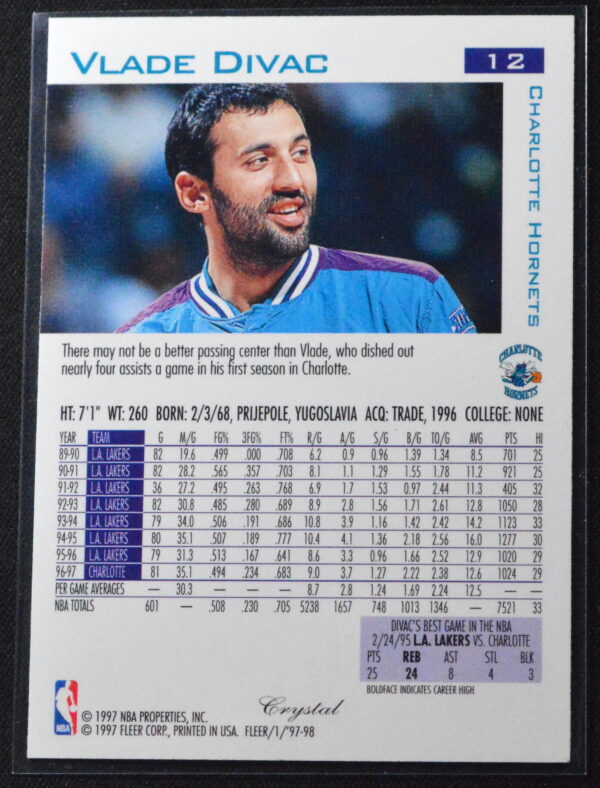 VLADE DIVAC
12
CHARLOTTE HORNETS
There may not be a better passing center than Vlade, who dished out
nearly four assists a game in his first season in Charlotte.
CHARLOTTE
HORNETS
HT: 7'1" WT: 260 BORN: 2/3/68, PRIJEPOLE, YUGOSLAVIA ACQ: TRADE, 1996 COLLEGE: NONE
YEAR TEAM G M/G FG% 3FG% FT% R/G A/G S/G B/G TO/G AVG PTS HI
89-90 L.A. LAKERS 82 19.6 .499 .000 .708 6.2 0.9 0.96 1.39 1.34 8.5 701 25
90-91 L.A. LAKERS 82 28.2 .565 .357 .703 8.1 1.1 1.29 1.55 1.78 11.2 921 25
91-92 L.A. LAKERS 36 27.2 .495 .263 .768 6.9 1.7 1.53 0.97 2.44 11.3 405 32
92-93 L.A. LAKERS 82 30.8 .485 .280 .689 8.9 2.8 1.56 1.71 2.61 12.8 1050 28
93-94 L.A. LAKERS 79 34.0 .506 .191 .686 10.8 3.9 1.16 1.42 2.42 14.2 1123 33
94-95 L.A. LAKERS 80 35.1 .507 .189 .777 10.4 4.1 1.36 2.18 2.56 16.0 1277 30
95-96 L.A. LAKERS 79 31.3 .513 .167 .641 8.6 3.3 0.96 1.66 2.52 12.9 1020 29
96-97 CHARLOTTE 81 35.1 .494 .234 .683 9.0 3.7 1.27 2.22 2.38 12.6 1024 29
PER GAME AVERAGES — 30.3 — — — 8.7 2.8 1.24 1.69 2.24 12.5 — —
NBA TOTALS 601 — .508 .230 .705 5238 1657 748 1013 1346 — 7521 33
DIVAC'S BEST GAME IN THE NBA
2/24/95 L.A. LAKERS VS. CHARLOTTE
PTS REB AST STL BLK
25 24 8 4 3
BOLDFACE INDICATES CAREER HIGH
Crystal
NBA
© 1997 NBA PROPERTIES, INC.
© 1997 FLEER CORP., PRINTED IN USA. FLEER/1/'97-98